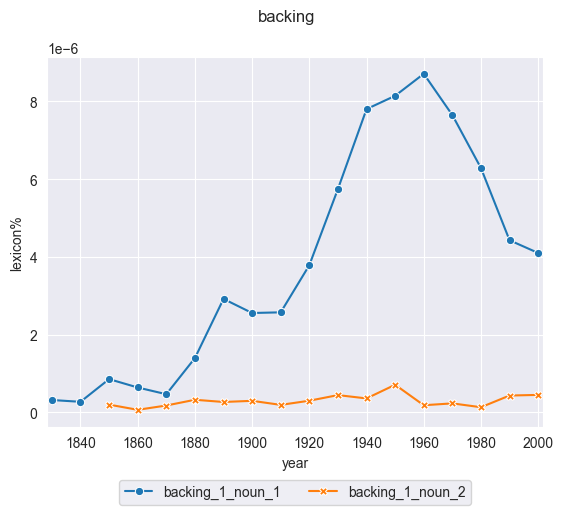 backing
1e−6
8
6
4
2
0
lexicon%
1840 1860 1880 1900 1920 1940 1960 1980 2000
year
backing_1_noun_1 backing_1_noun_2